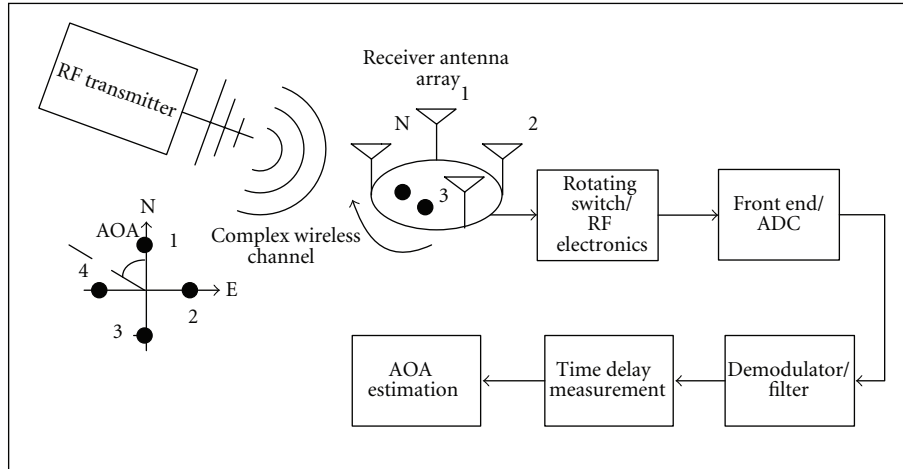 RF transmitter
Receiver antenna
array
1
N
2
3
Complex wireless
channel
Rotating
switch/
RF
electronics
Front end/
ADC
N
AOA
1
4
E
2
3
AOA
estimation
Time delay
measurement
Demodulator/
filter